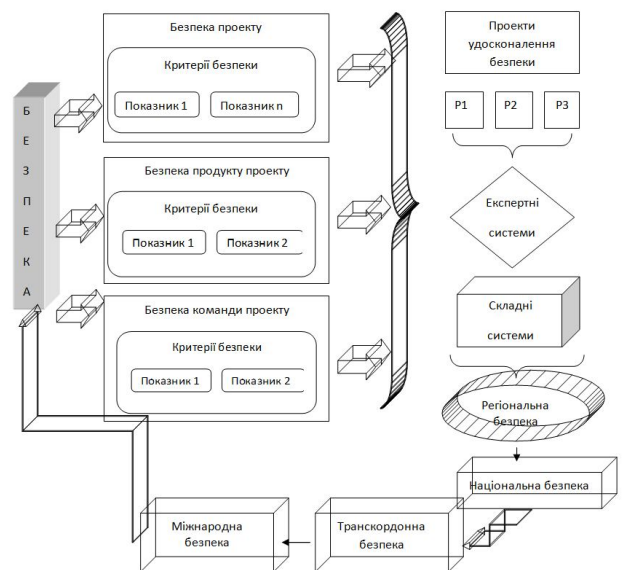 Б
Е
З
П
Е
К
А
Безпека проекту
Критерії безпеки
Показник 1
Показник n
Безпека продукту проекту
Критерії безпеки
Показник 1
Показник 2
Безпека команди проекту
Критерії безпеки
Показник 1
Показник 2
Проекти
удосконалення
безпеки
Р1
Р2
Р3
Експертні
системи
Складні
системи
Регіональна
безпека
Національна безпека
Транскордонна
безпека
Міжнародна
безпека